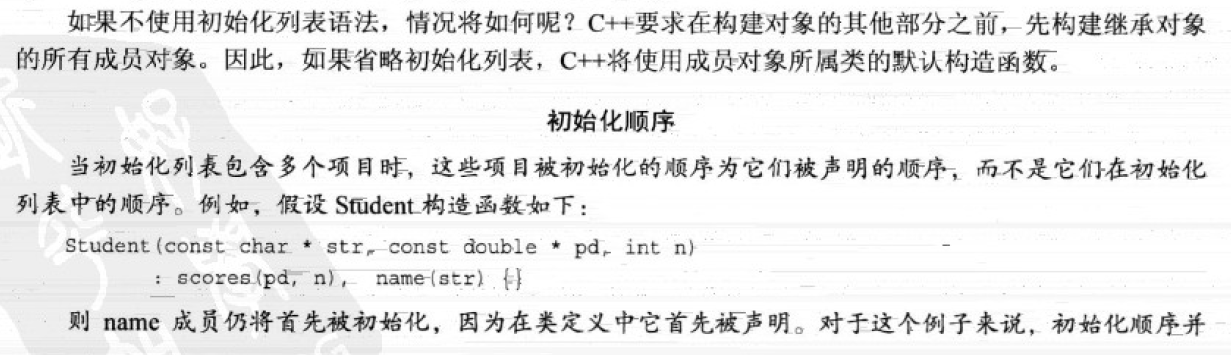 如果不使用初始化列表语法，情况将如何呢？C++要求在构建对象的其他部分之前，先构建继承对象
的所有成员对象。因此，如果省略初始化列表，C++将使用成员对象所属类的默认构造函数。
初始化顺序
当初始化列表包含多个项目时，这些项目被初始化的顺序为它们被声明的顺序，而不是它们在初始化
列表中的顺序。例如，假设 Student 构造函数如下：
Student(const char * str, const double * pd, int n)
: scores(pd, n), name(str) {}
则 name 成员仍将首先被初始化，因为在类定义中它首先被声明。对于这个例子来说，初始化顺序并